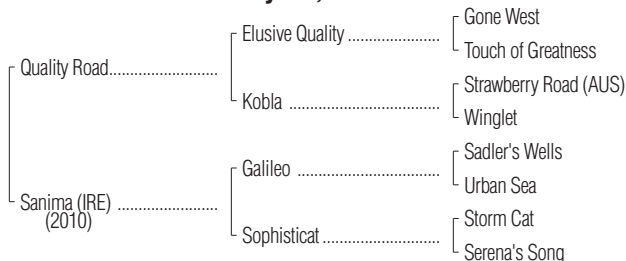 Gone West
Elusive Quality ....................
Touch of Greatness
Quality Road.......................
Strawberry Road (AUS)
Kobla ..................................
Winglet
Sadler's Wells
Galileo ................................
Urban Sea
Sanima (IRE) .....................
(2010)
Storm Cat
Sophisticat .........................
Serena's Song